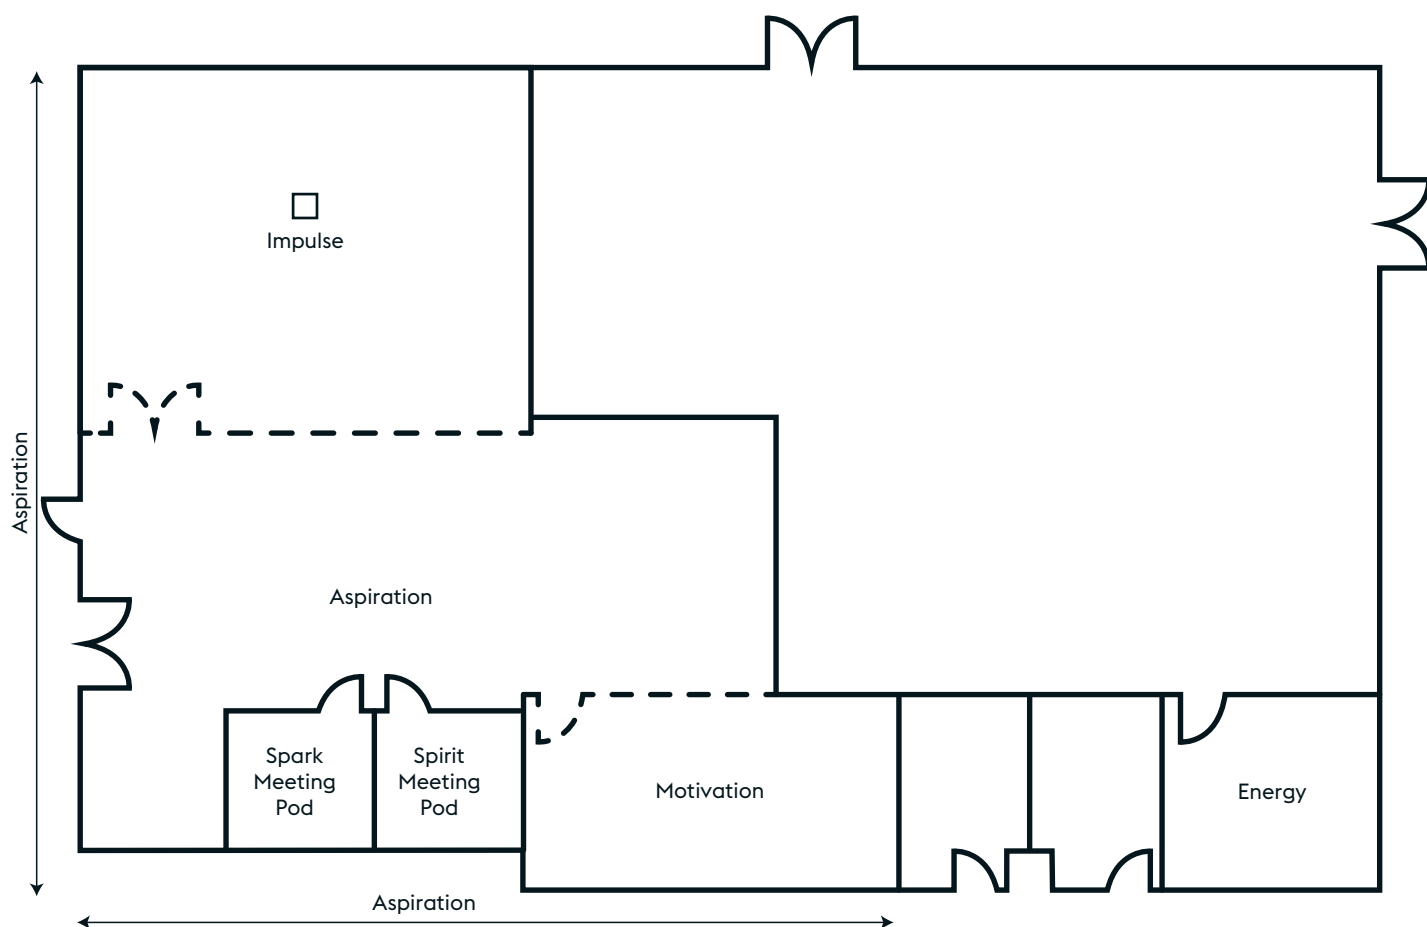 Impulse
Aspiration
Aspiration
Spark
Meeting
Pod
Spirit
Meeting
Pod
Motivation
Energy
Aspiration